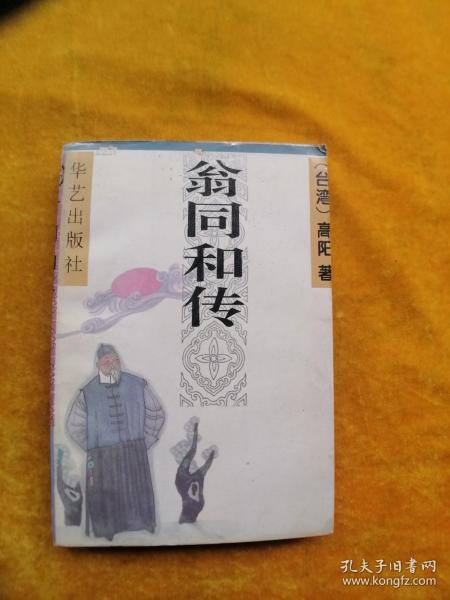 翁同和传
（台湾）高阳 著
华艺出版社
孔夫子旧书网
www.kongfz.com